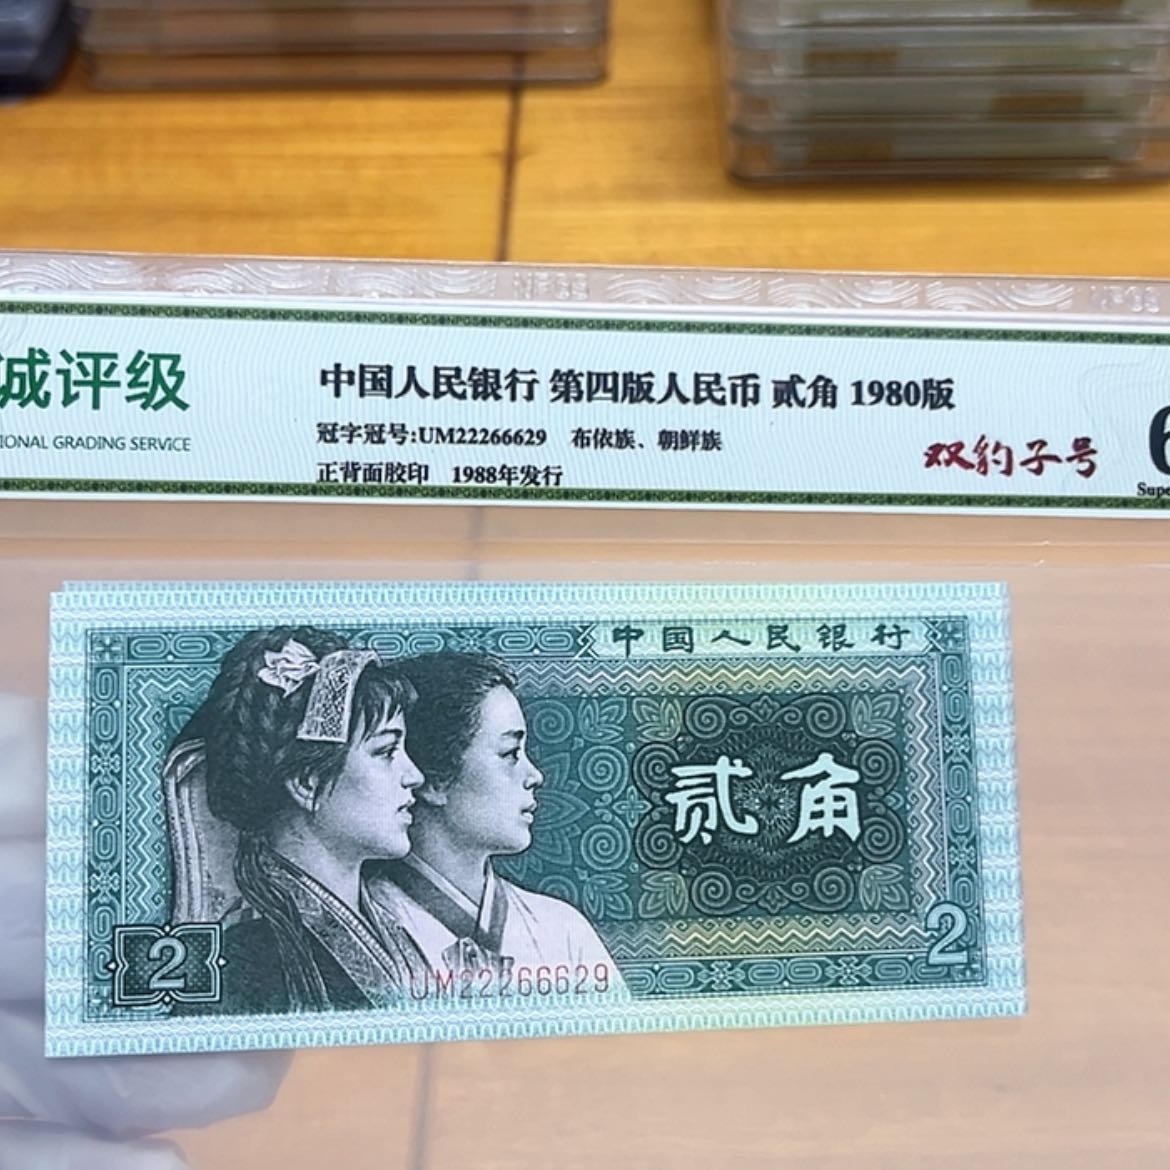 诚评级
IONAL GRADING SERVICE
中国人民银行 第四版人民币 贰角 1980版
冠字冠号:UM22266629 布依族、朝鲜族
正背面胶印 1988年发行
双豹子号
6
Supe
中国人民银行
贰角
2
2
UM22266629